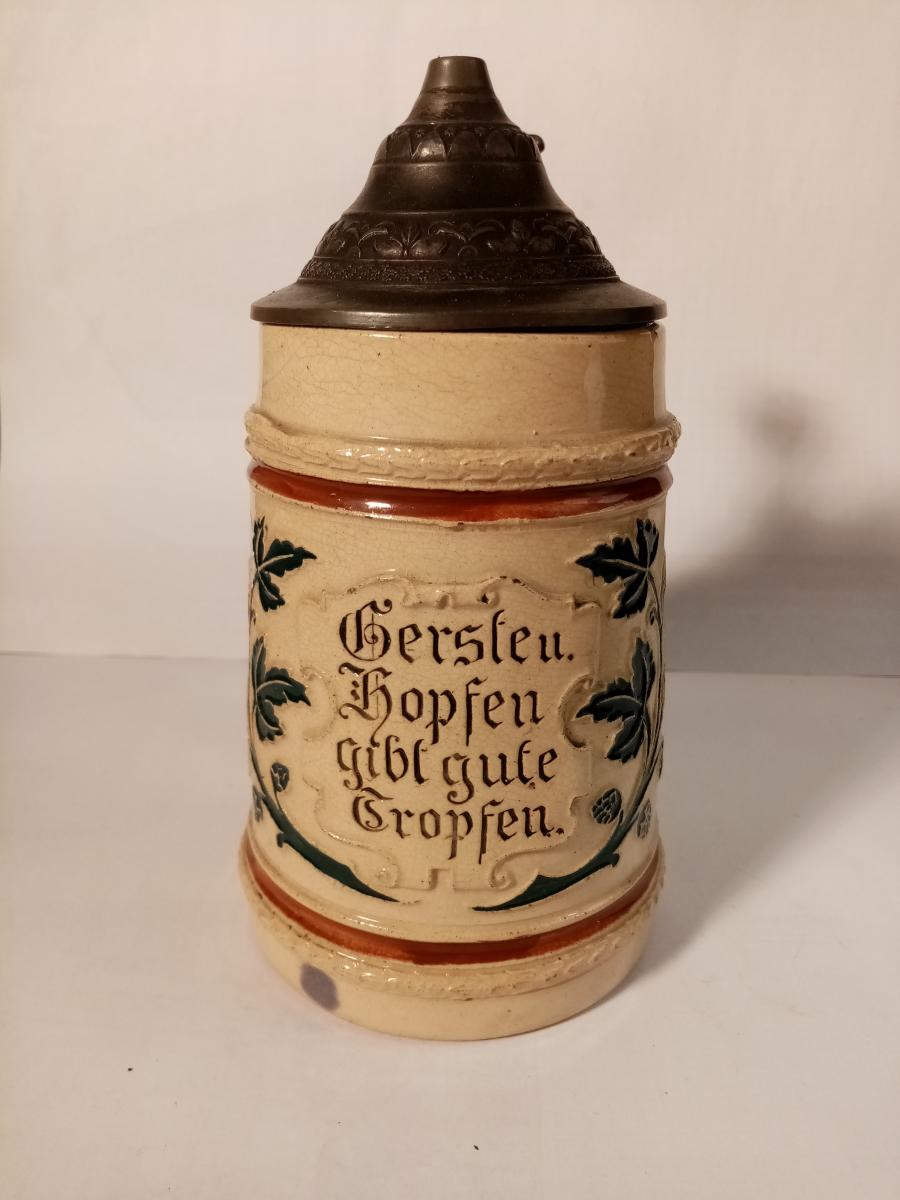 Gerste u.
Hopfen
gibt gute
Tropfen.